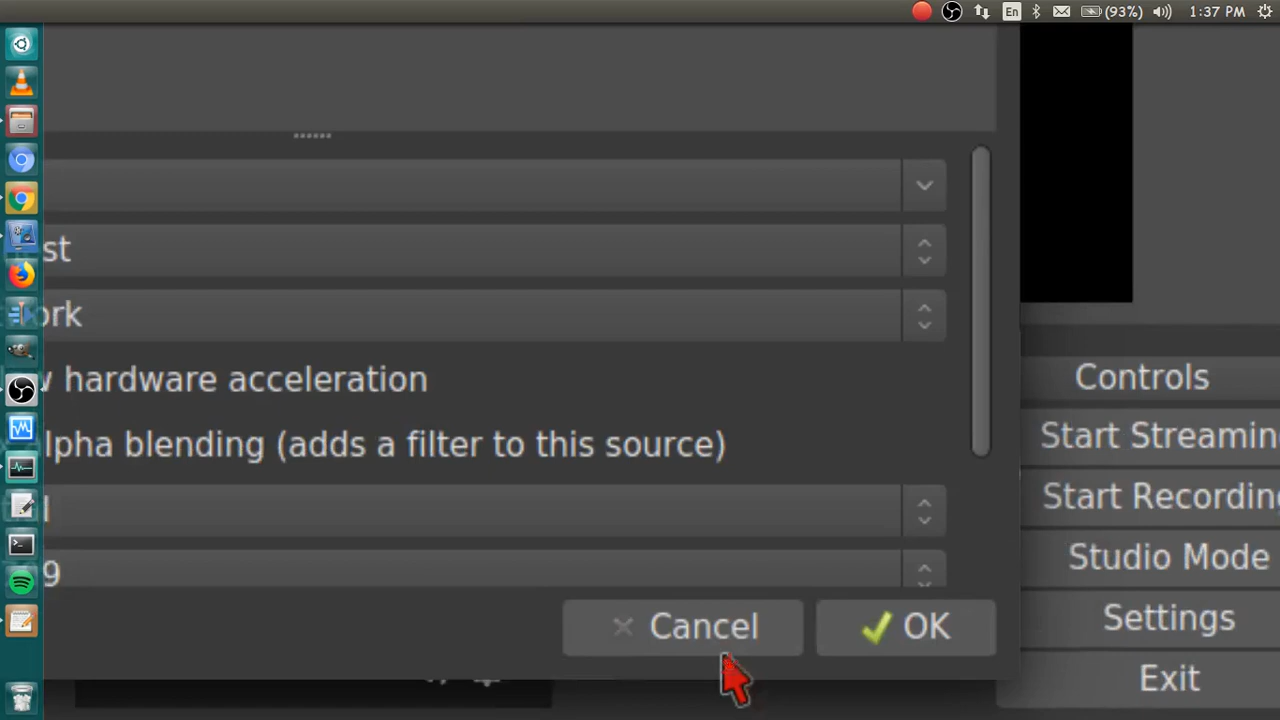 En (93%) 1:37 PM
st
ork
hardware acceleration
lpha blending (adds a filter to this source)
9
Cancel
OK
Controls
Start Streamin
Start Recording
Studio Mode
Settings
Exit